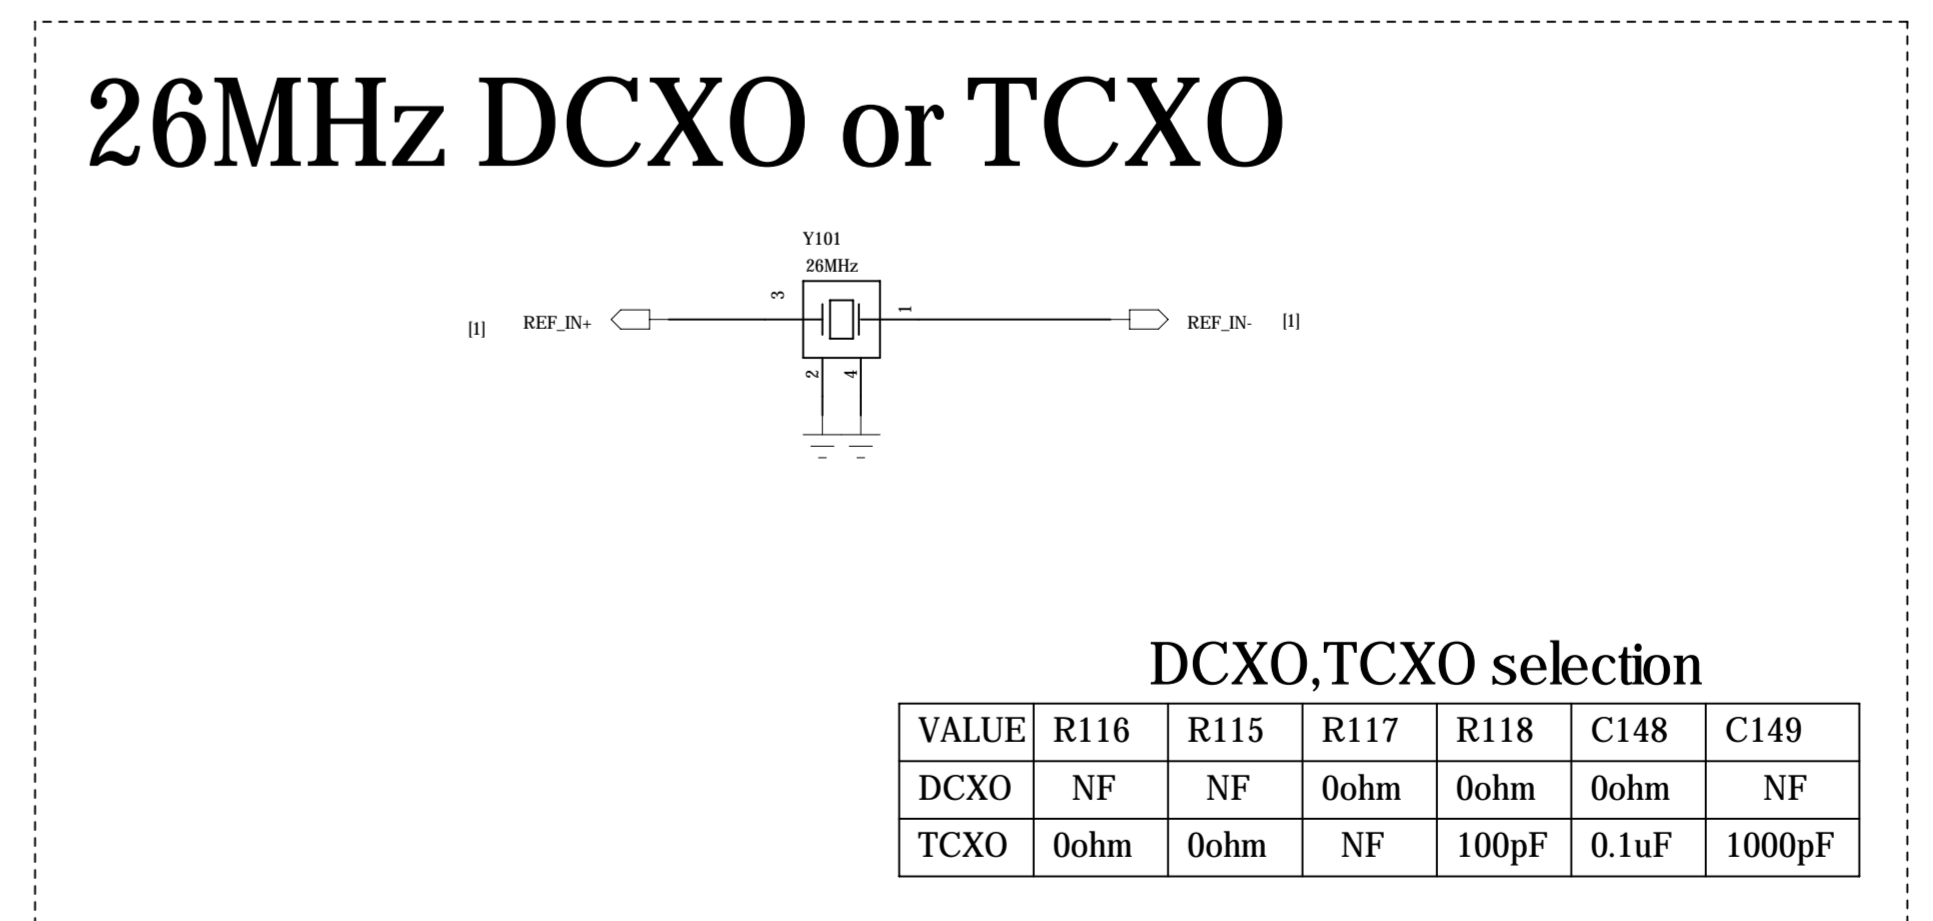 26MHz DCXO or TCXO
Y101
26MHz
3
1
[1] REF_IN+
REF_IN- [1]
2
4
DCXO,TCXO selection
VALUE R116 R115 R117 R118 C148 C149
DCXO NF NF 0ohm 0ohm 0ohm NF
TCXO 0ohm 0ohm NF 100pF 0.1uF 1000pF